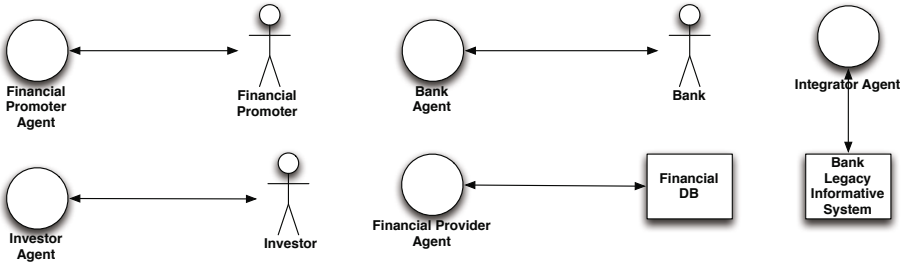 Financial
Promoter
Agent
Financial
Promoter
Bank
Agent
Bank
Integrator Agent
Investor
Agent
Investor
Financial Provider
Agent
Financial
DB
Bank
Legacy
Informative
System